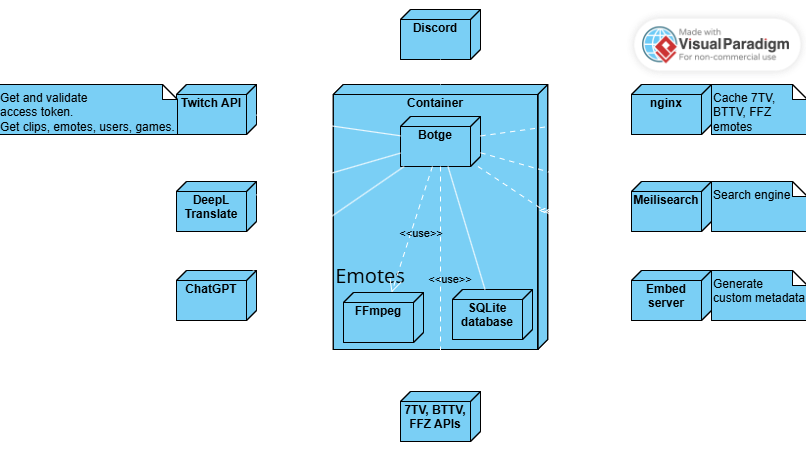 Discord
Made with
VisualParadigm
For non-commercial use
Get and validate
access token.
Get clips, emotes, users, games.
Twitch API
Container
Botge
nginx
Cache 7TV,
BTTV, FFZ
emotes
DeepL
Translate
Meilisearch
Search engine
<<use>>
Emotes
<<use>>
ChatGPT
FFmpeg
SQLite
database
Embed
server
Generate
custom metadata
7TV, BTTV,
FFZ APIs